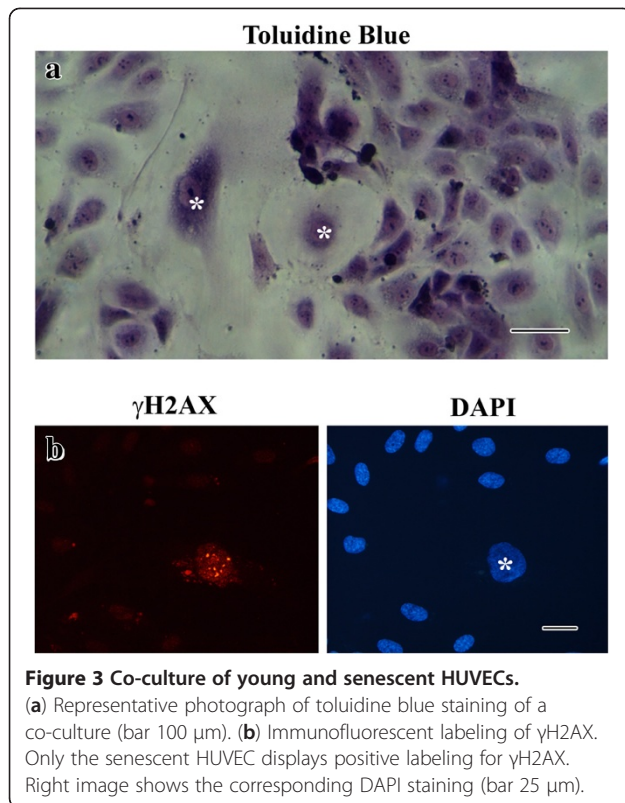 Toluidine Blue
a
*
*
γH2AX
DAPI
b
*
Figure 3 Co-culture of young and senescent HUVECs.
(a) Representative photograph of toluidine blue staining of a
co-culture (bar 100 μm). (b) Immunofluorescent labeling of γH2AX.
Only the senescent HUVEC displays positive labeling for γH2AX.
Right image shows the corresponding DAPI staining (bar 25 μm).